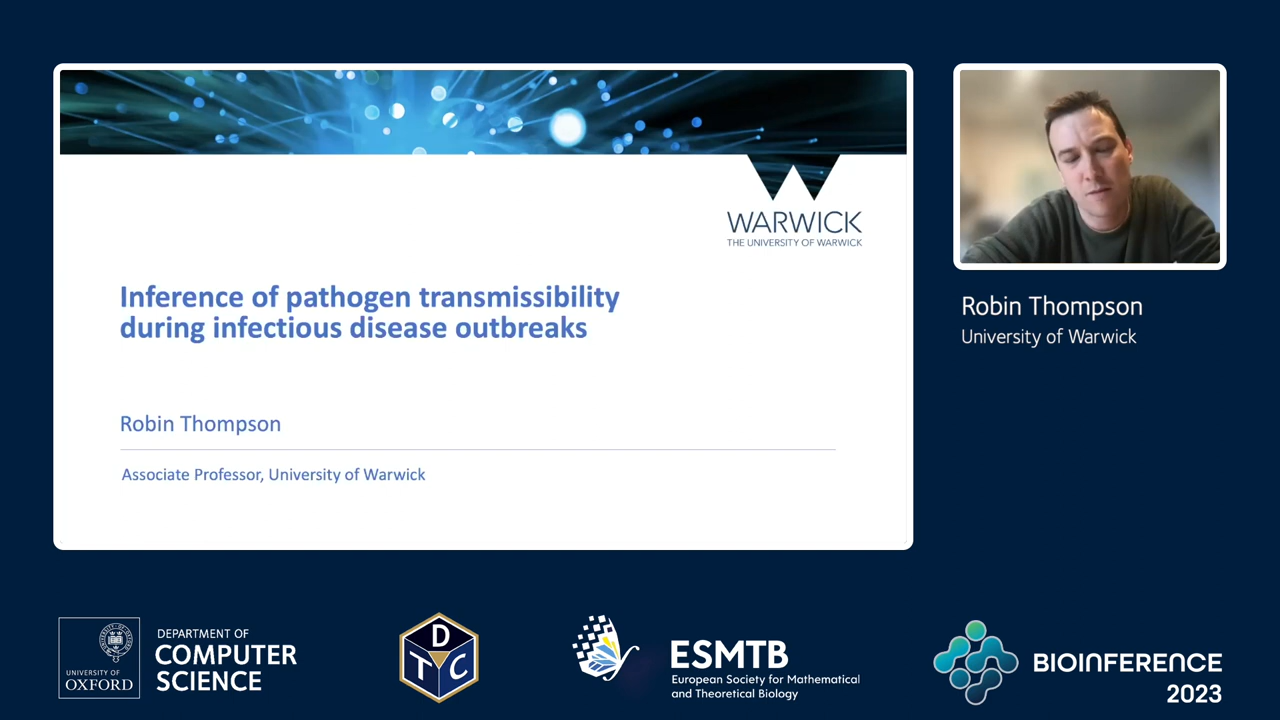 WARWICK
THE UNIVERSITY OF WARWICK
Inference of pathogen transmissibility
during infectious disease outbreaks
Robin Thompson
Associate Professor, University of Warwick
Robin Thompson
University of Warwick
UNIVERSITY OF
OXFORD
DEPARTMENT OF
COMPUTER
SCIENCE
D
T C
ESMTB
European Society for Mathematical
and Theoretical Biology
BIOINFERENCE
2023